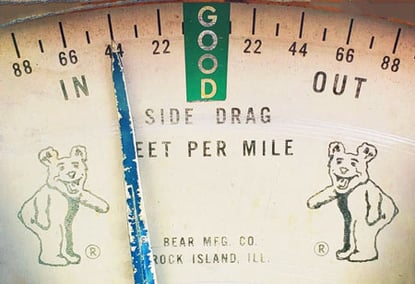 88 66 44 22 GOOD 22 44 66 88
IN OUT
SIDE DRAG
EET PER MILE
® ®
BEAR MFG. CO.
ROCK ISLAND, ILL.